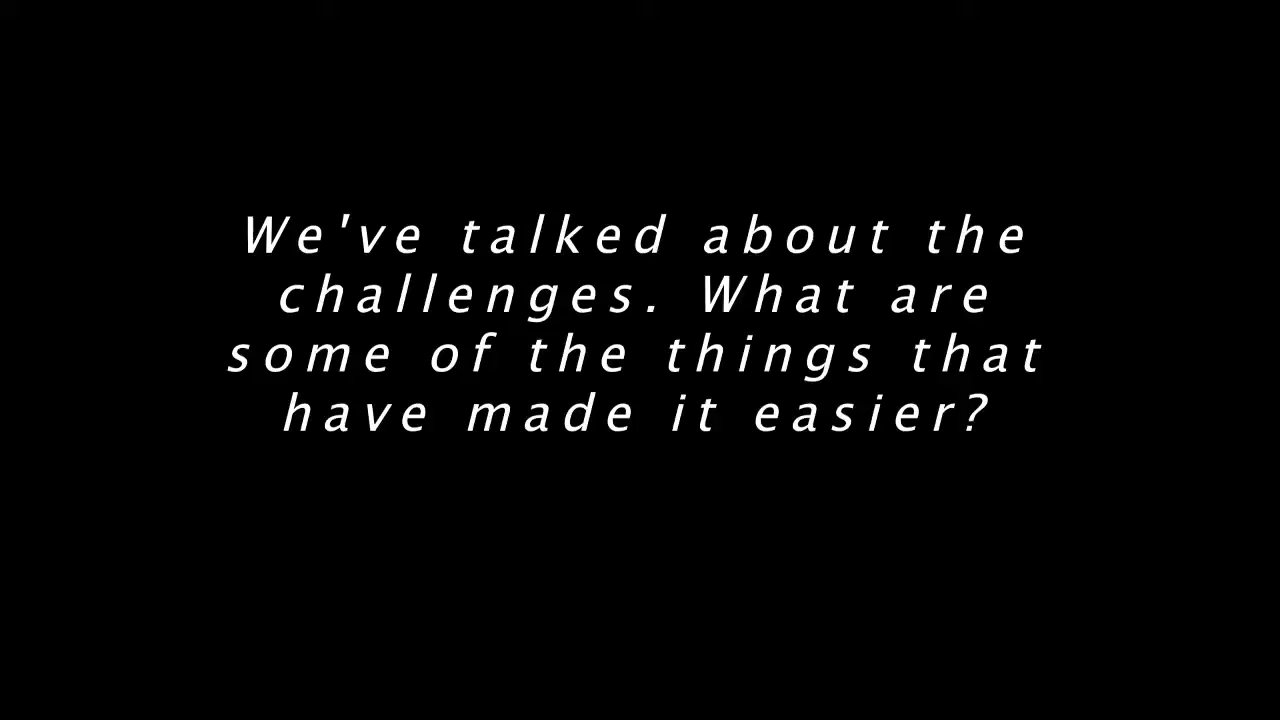 We've talked about the
challenges. What are
some of the things that
have made it easier?